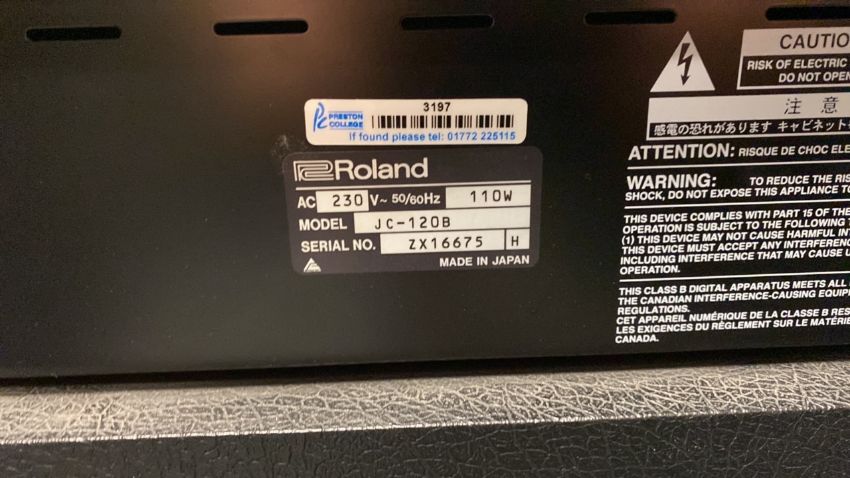 3197
PRESTON
COLLEGE
If found please tel: 01772 225115
Roland
AC 230 V~ 50/60Hz 110W
MODEL JC-120B
SERIAL NO. ZX16675 H
MADE IN JAPAN
CAUTIO
RISK OF ELECTRIC
DO NOT OPEN
注 意
感電の恐れがあります キャビネット
ATTENTION: RISQUE DE CHOC ELE
WARNING: TO REDUCE THE RIS
SHOCK, DO NOT EXPOSE THIS APPLIANCE TO
THIS DEVICE COMPLIES WITH PART 15 OF THE
OPERATION IS SUBJECT TO THE FOLLOWING
(1) THIS DEVICE MAY NOT CAUSE HARMFUL IN
THIS DEVICE MUST ACCEPT ANY INTERFEREN
INCLUDING INTERFERENCE THAT MAY CAUSE U
OPERATION.
THIS CLASS B DIGITAL APPARATUS MEETS ALL
THE CANADIAN INTERFERENCE-CAUSING EQUIP
REGULATIONS.
CET APPAREIL NUMÉRIQUE DE LA CLASSE B RES
LES EXIGENCES DU RÈGLEMENT SUR LE MATÉRIE
CANADA.